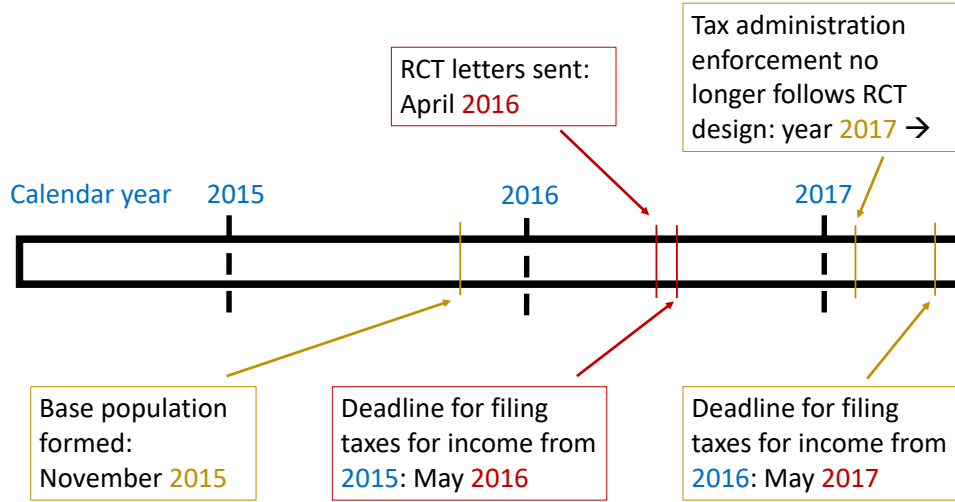 Tax administration
enforcement no
longer follows RCT
design: year 2017 →
RCT letters sent:
April 2016
Calendar year 2015 2016 2017
Base population
formed:
November 2015
Deadline for filing
taxes for income from
2015: May 2016
Deadline for filing
taxes for income from
2016: May 2017